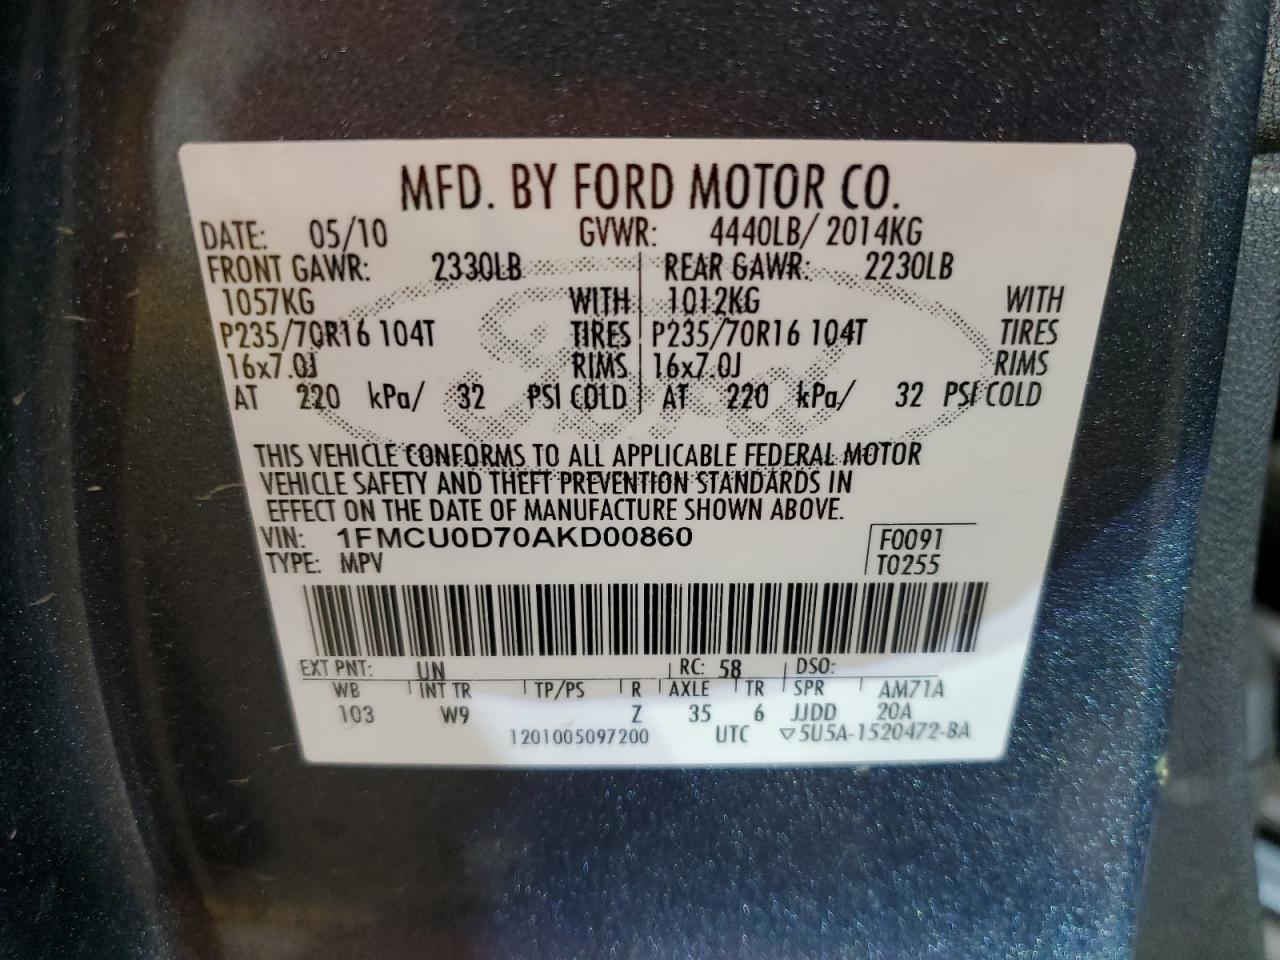 MFD. BY FORD MOTOR CO.
DATE: 05/10 GVWR: 4440LB/ 2014KG
FRONT GAWR: 2330LB REAR GAWR: 2230LB
1057KG WITH 1012KG WITH
P235/70R16 104T TIRES P235/70R16 104T TIRES
16x7.0J RIMS 16x7.0J RIMS
AT 220 kPa/ 32 PSI COLD AT 220 kPa/ 32 PSI COLD
THIS VEHICLE CONFORMS TO ALL APPLICABLE FEDERAL MOTOR
VEHICLE SAFETY AND THEFT PREVENTION STANDARDS IN
EFFECT ON THE DATE OF MANUFACTURE SHOWN ABOVE.
VIN: 1FMCU0D70AKD00860 F0091
TYPE: MPV T0255
EXT PNT: UN RC: 58 DSO:
WB INT TR TP/PS R AXLE TR SPR AM71A
103 W9 Z 35 6 JJDD 20A
1201005097200 UTC ▽5U5A-1520472-BA